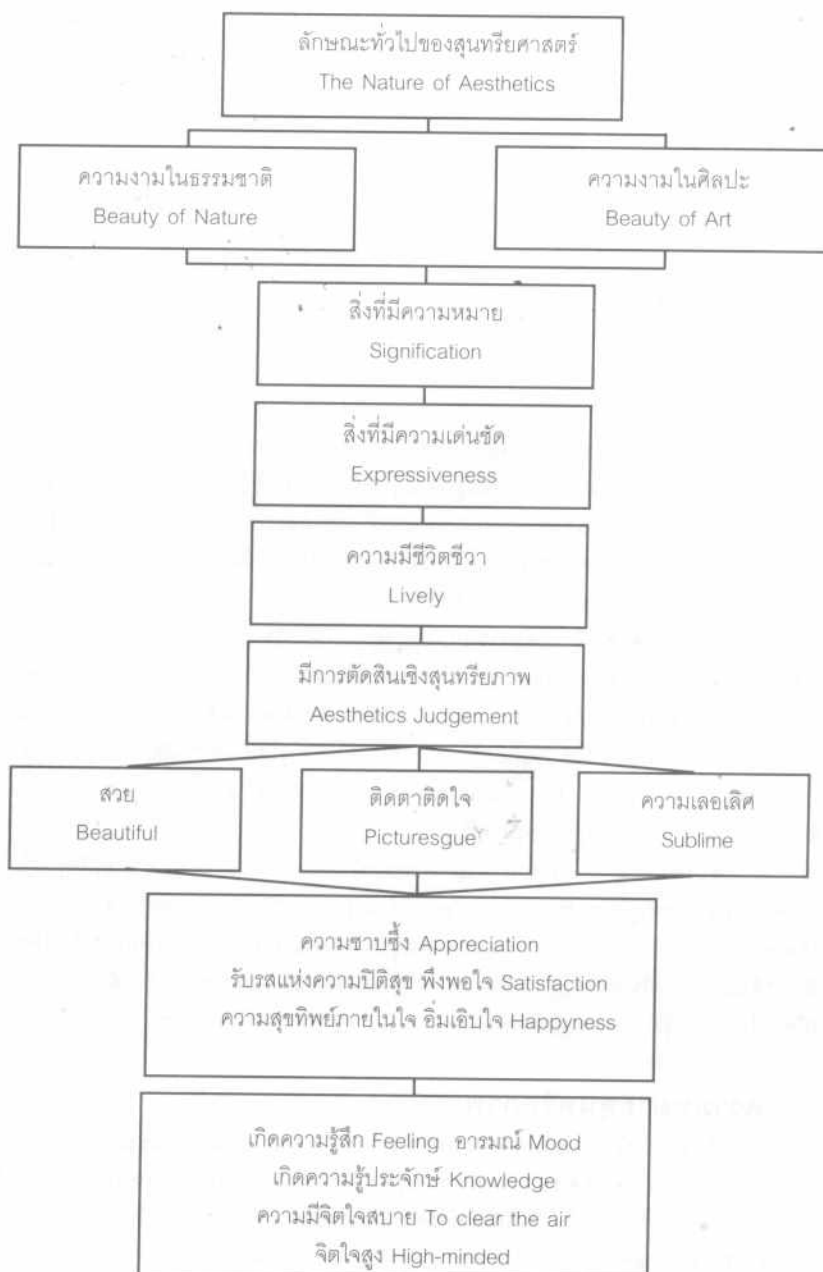 ลักษณะทั่วไปของสุนทรียศาสตร์
The Nature of Aesthetics
ความงามในธรรมชาติ
Beauty of Nature
ความงามในศิลปะ
Beauty of Art
สิ่งที่มีความหมาย
Signification
สิ่งที่มีความเด่นชัด
Expressiveness
ความมีชีวิตชีวา
Lively
มีการตัดสินเชิงสุนทรียภาพ
Aesthetics Judgement
สวย
Beautiful
ติดตาติดใจ
Picturesgue
ความเลอเลิศ
Sublime
ความซาบซึ้ง Appreciation
รับรสแห่งความปิติสุข พึงพอใจ Satisfaction
ความสุขทิพย์ภายในใจ อิ่มเอิบใจ Happyness
เกิดความรู้สึก Feeling อารมณ์ Mood
เกิดความรู้ประจักษ์ Knowledge
ความมีจิตใจสบาย To clear the air
จิตใจสูง High-minded